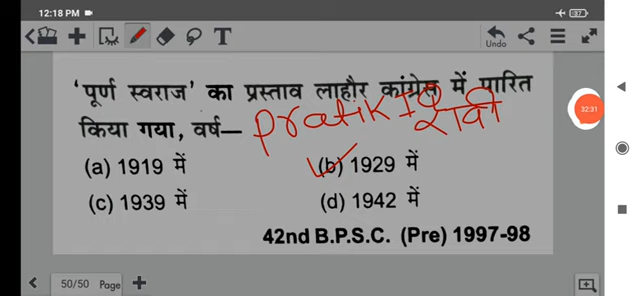 12:18 PM
37
Undo
'पूर्ण स्वराज' का प्रस्ताव लाहौर कांग्रेस में पारित
किया गया, वर्ष—
Pratik
(a) 1919 में
(b) 1929 में
(c) 1939 में
(d) 1942 में
42nd B.P.S.C. (Pre) 1997-98
32:31
50/50 Page